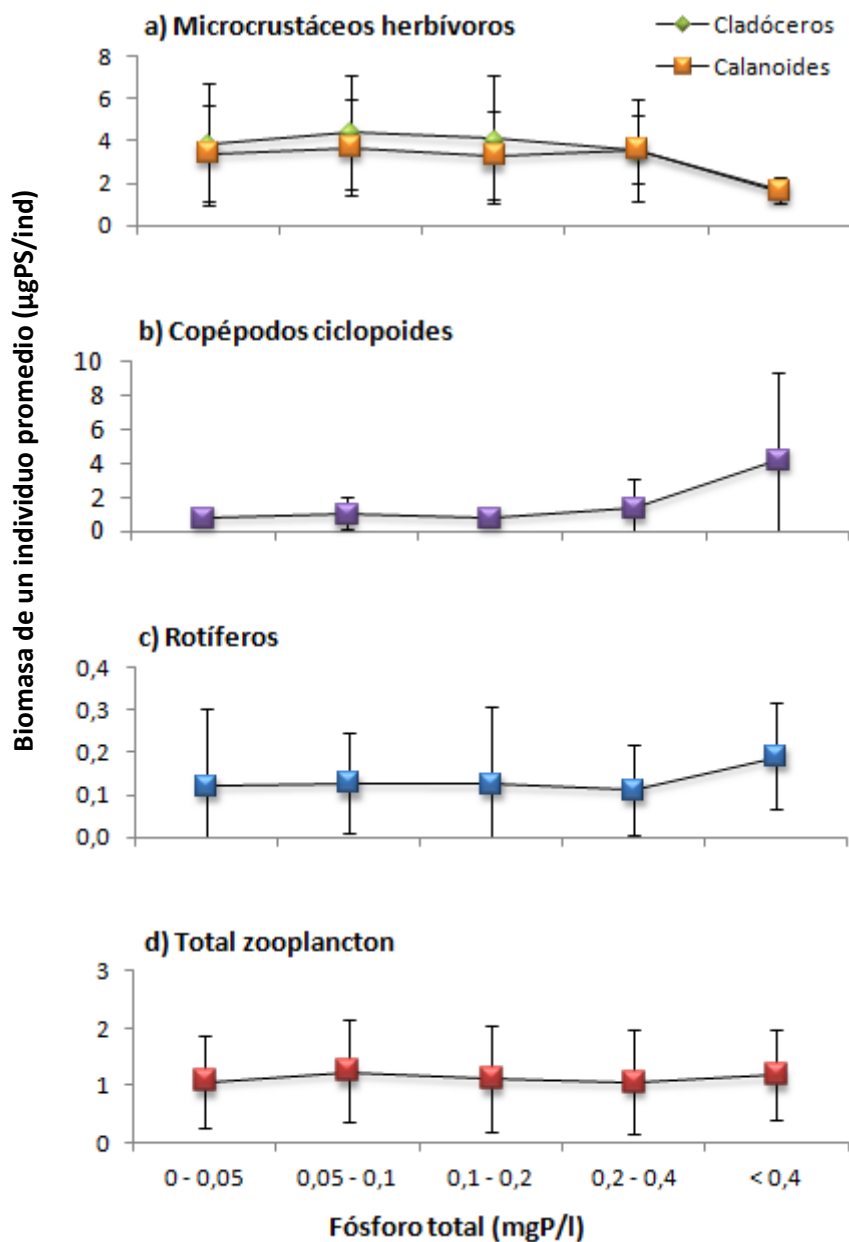 a) Microcrustáceos herbívoros
Cladóceros
Calanoides
8
6
4
2
0
b) Copépodos ciclopoides
10
8
6
4
2
0
c) Rotíferos
0,4
0,3
0,2
0,1
0,0
d) Total zooplancton
3
2
1
0
0 - 0,05 0,05 - 0,1 0,1 - 0,2 0,2 - 0,4 < 0,4
Fósforo total (mgP/l)
Biomasa de un individuo promedio (µgPS/ind)